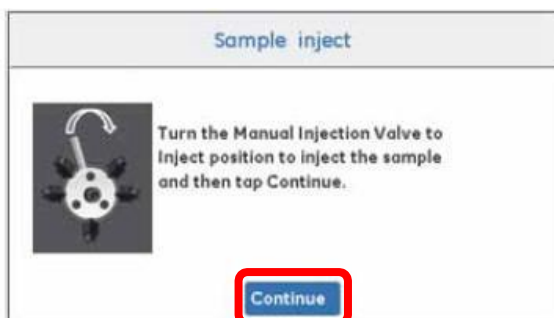 Sample inject
Turn the Manual Injection Valve to
Inject position to inject the sample
and then tap Continue.
Continue